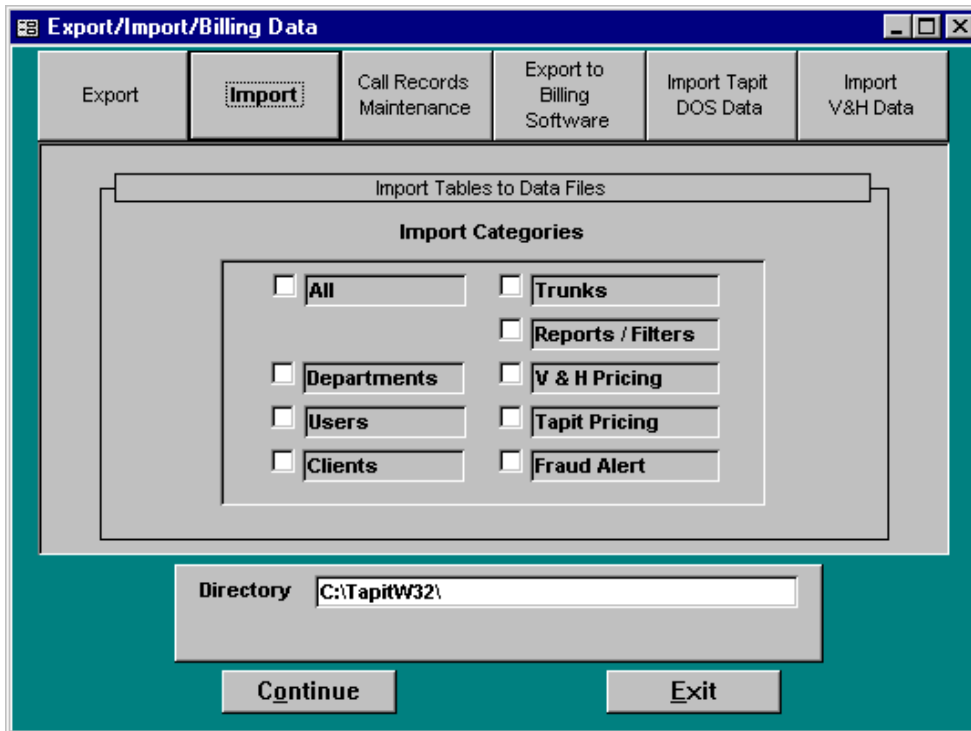 Export/Import/Billing Data
Export
Import
Call Records
Maintenance
Export to
Billing
Software
Import Tapit
DOS Data
Import
V&H Data
Import Tables to Data Files
Import Categories
All
Trunks
Reports / Filters
Departments
V & H Pricing
Users
Tapit Pricing
Clients
Fraud Alert
Directory C:\TapitW32\
Continue
Exit